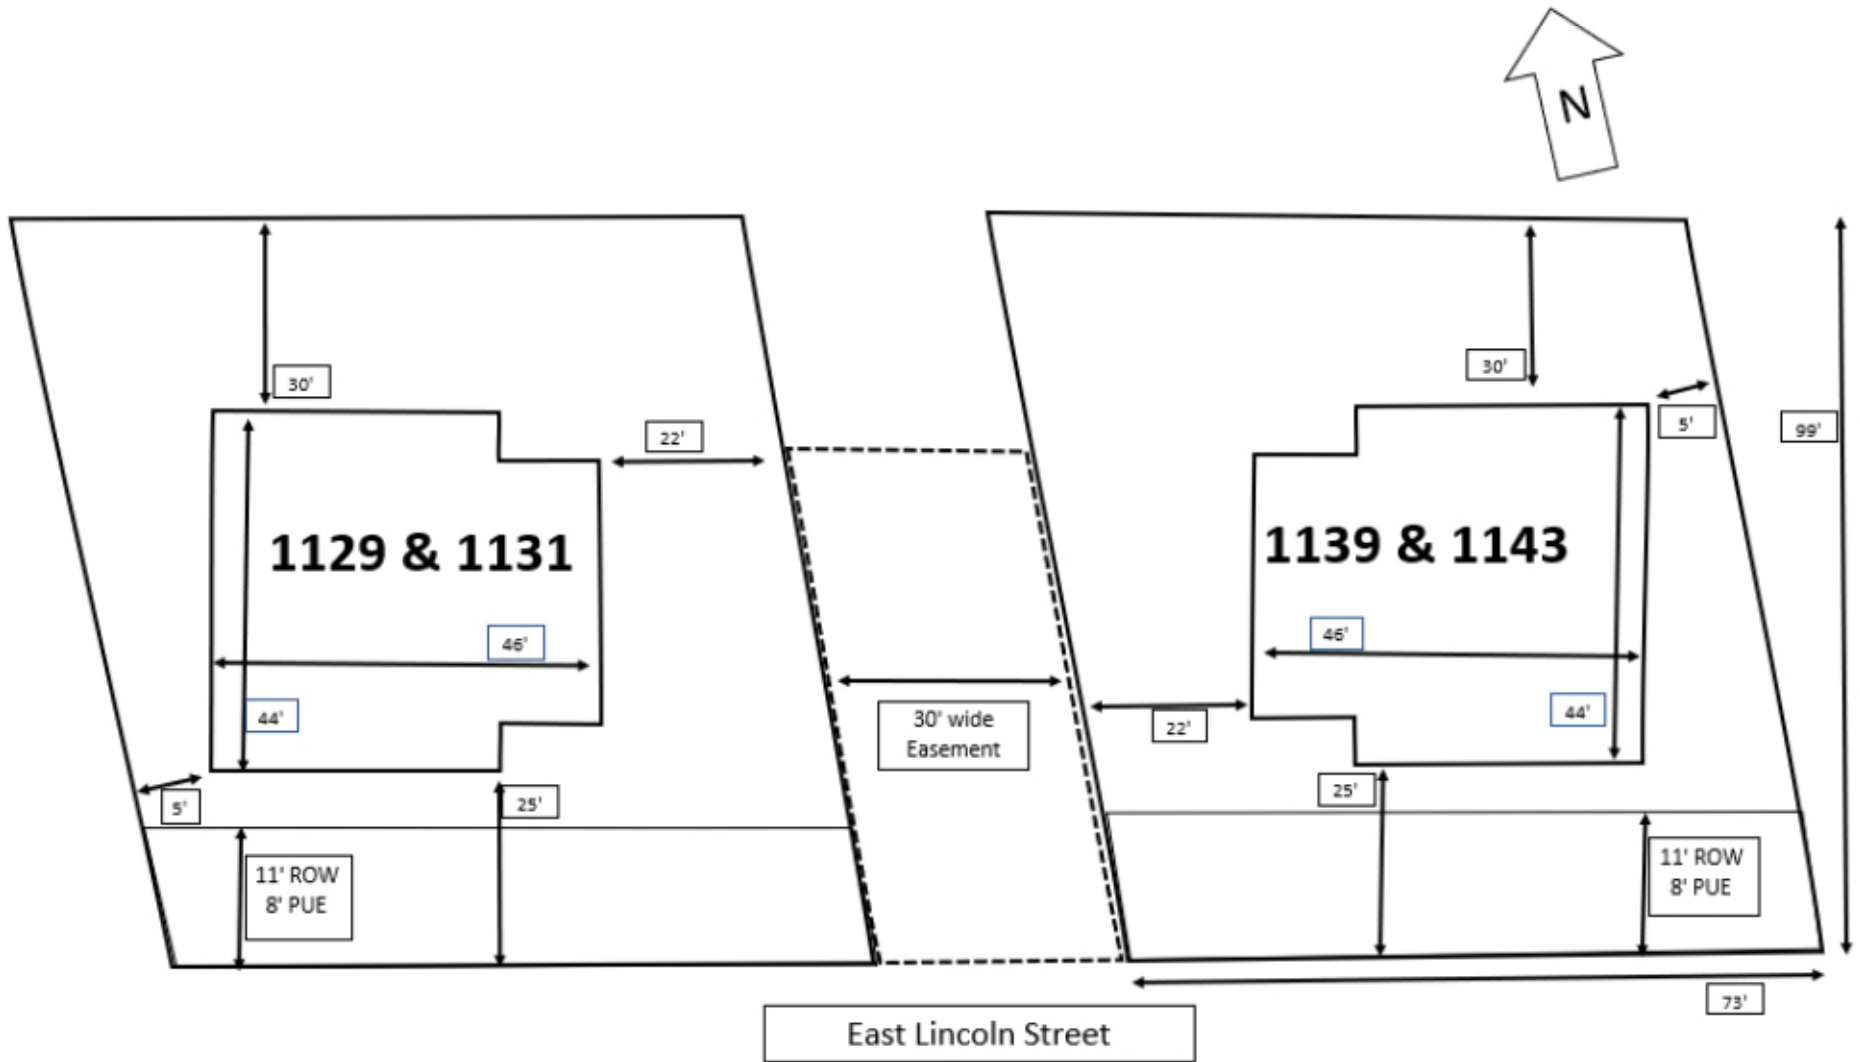 N
30'
30'
5'
22'
99'
1129 & 1131
1139 & 1143
46'
46'
44'
44'
30' wide
Easement
22'
5'
25'
25'
11' ROW
8' PUE
11' ROW
8' PUE
73'
East Lincoln Street